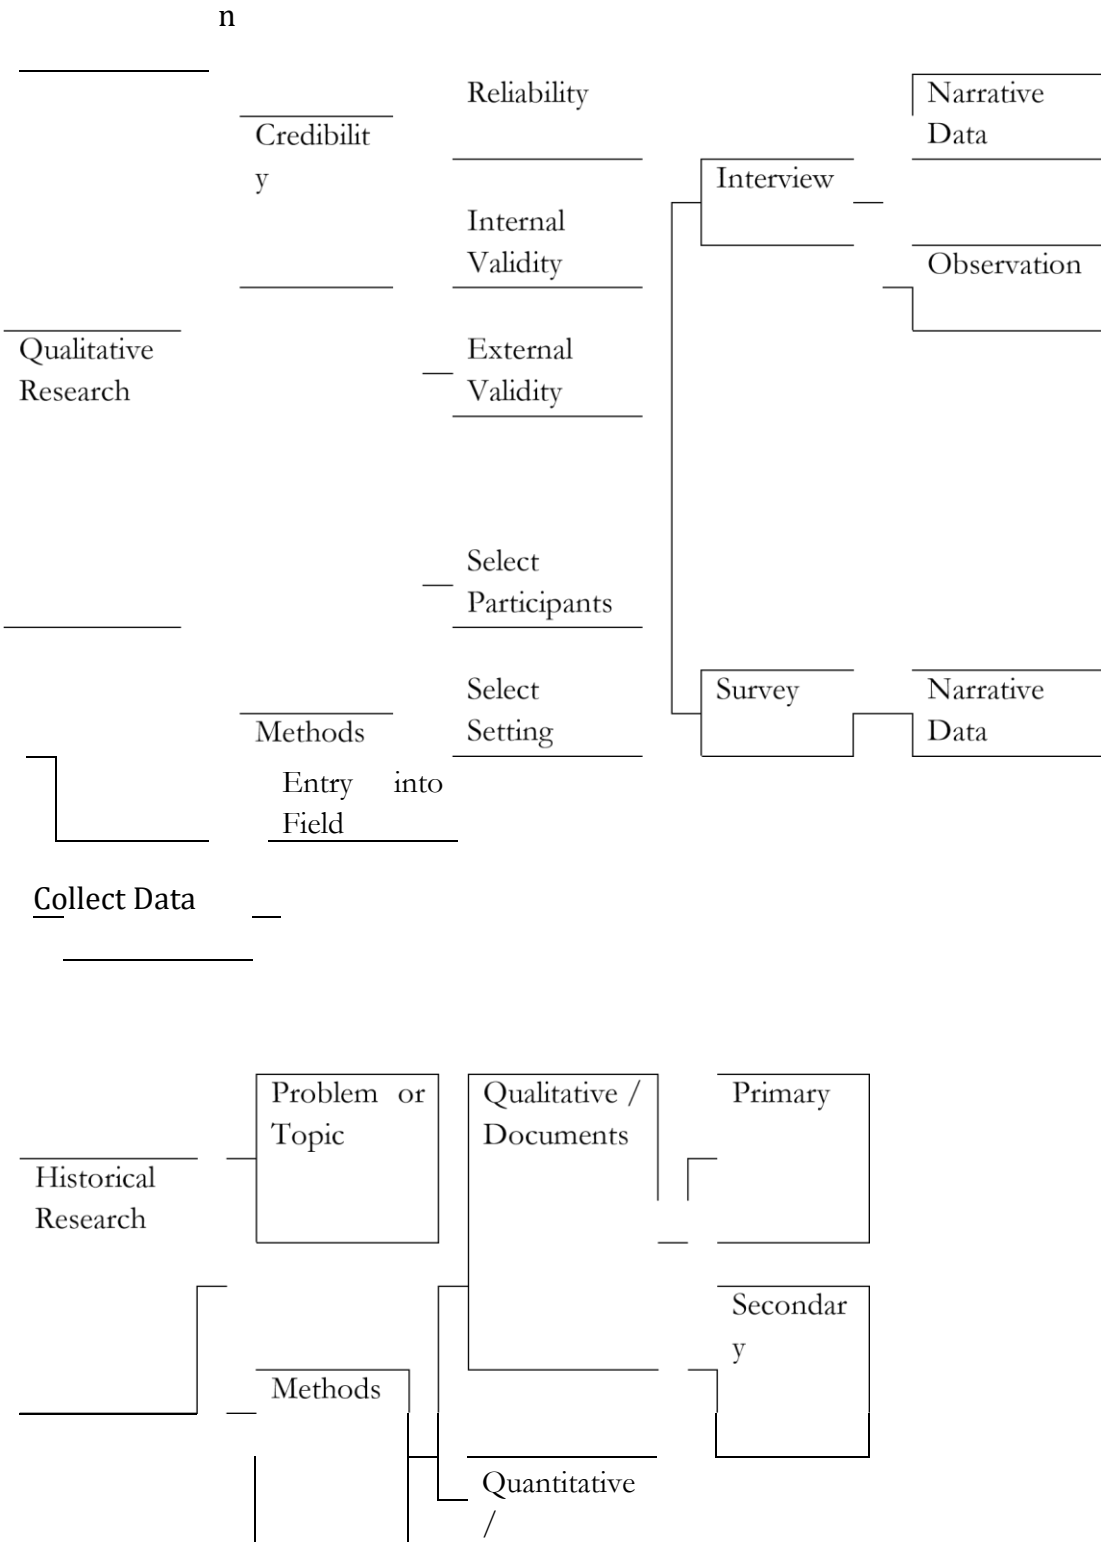 n
Reliability
Narrative
Data
Credibilit
y
Interview
Internal
Validity
Observation
Qualitative
Research
External
Validity
Select
Participants
Select
Setting
Survey
Narrative
Data
Methods
Entry into
Field
Collect Data
Problem or
Topic
Qualitative /
Documents
Primary
Historical
Research
Secondar
y
Methods
Quantitative
/